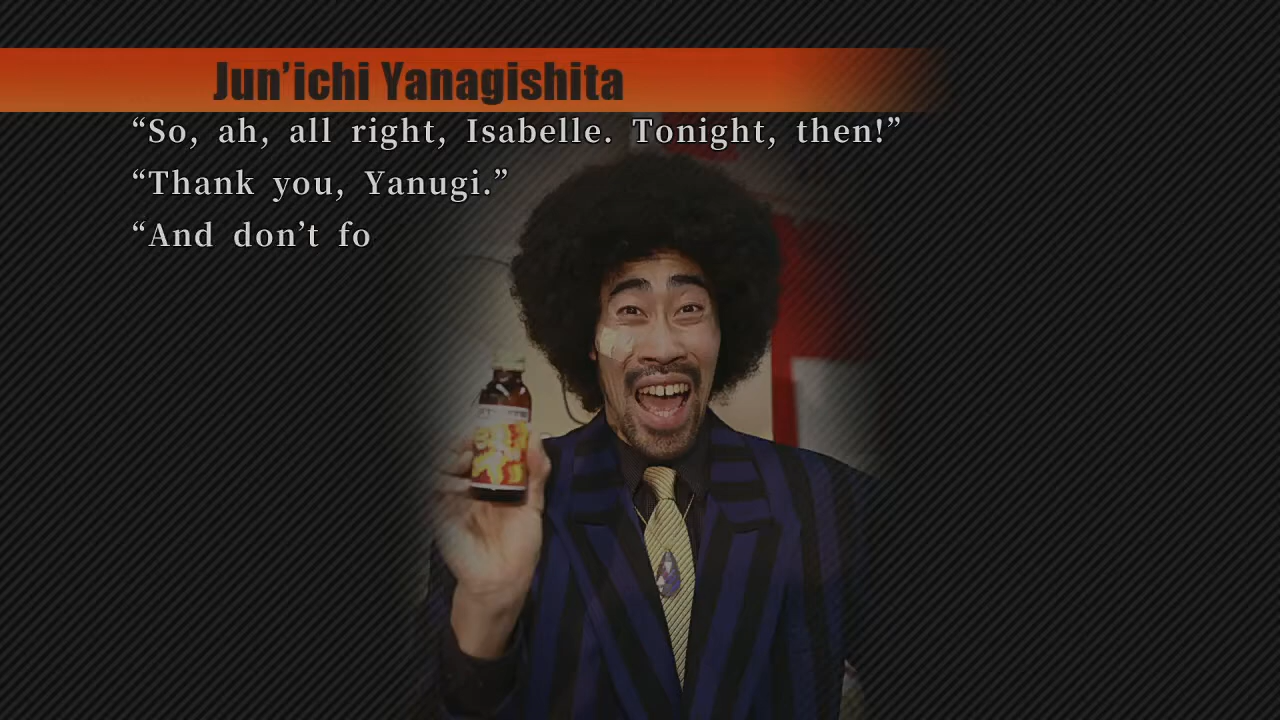 Jun’ichi Yanagishita
“So, ah, all right, Isabelle. Tonight, then!”
“Thank you, Yanugi.”
“And don’t fo